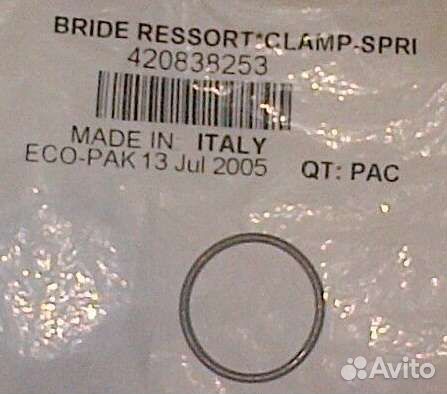 BRIDE RESSORT*CLAMP-SPRI
420838253
MADE IN ITALY
ECO-PAK 13 Jul 2005 QT: PAC
Avito